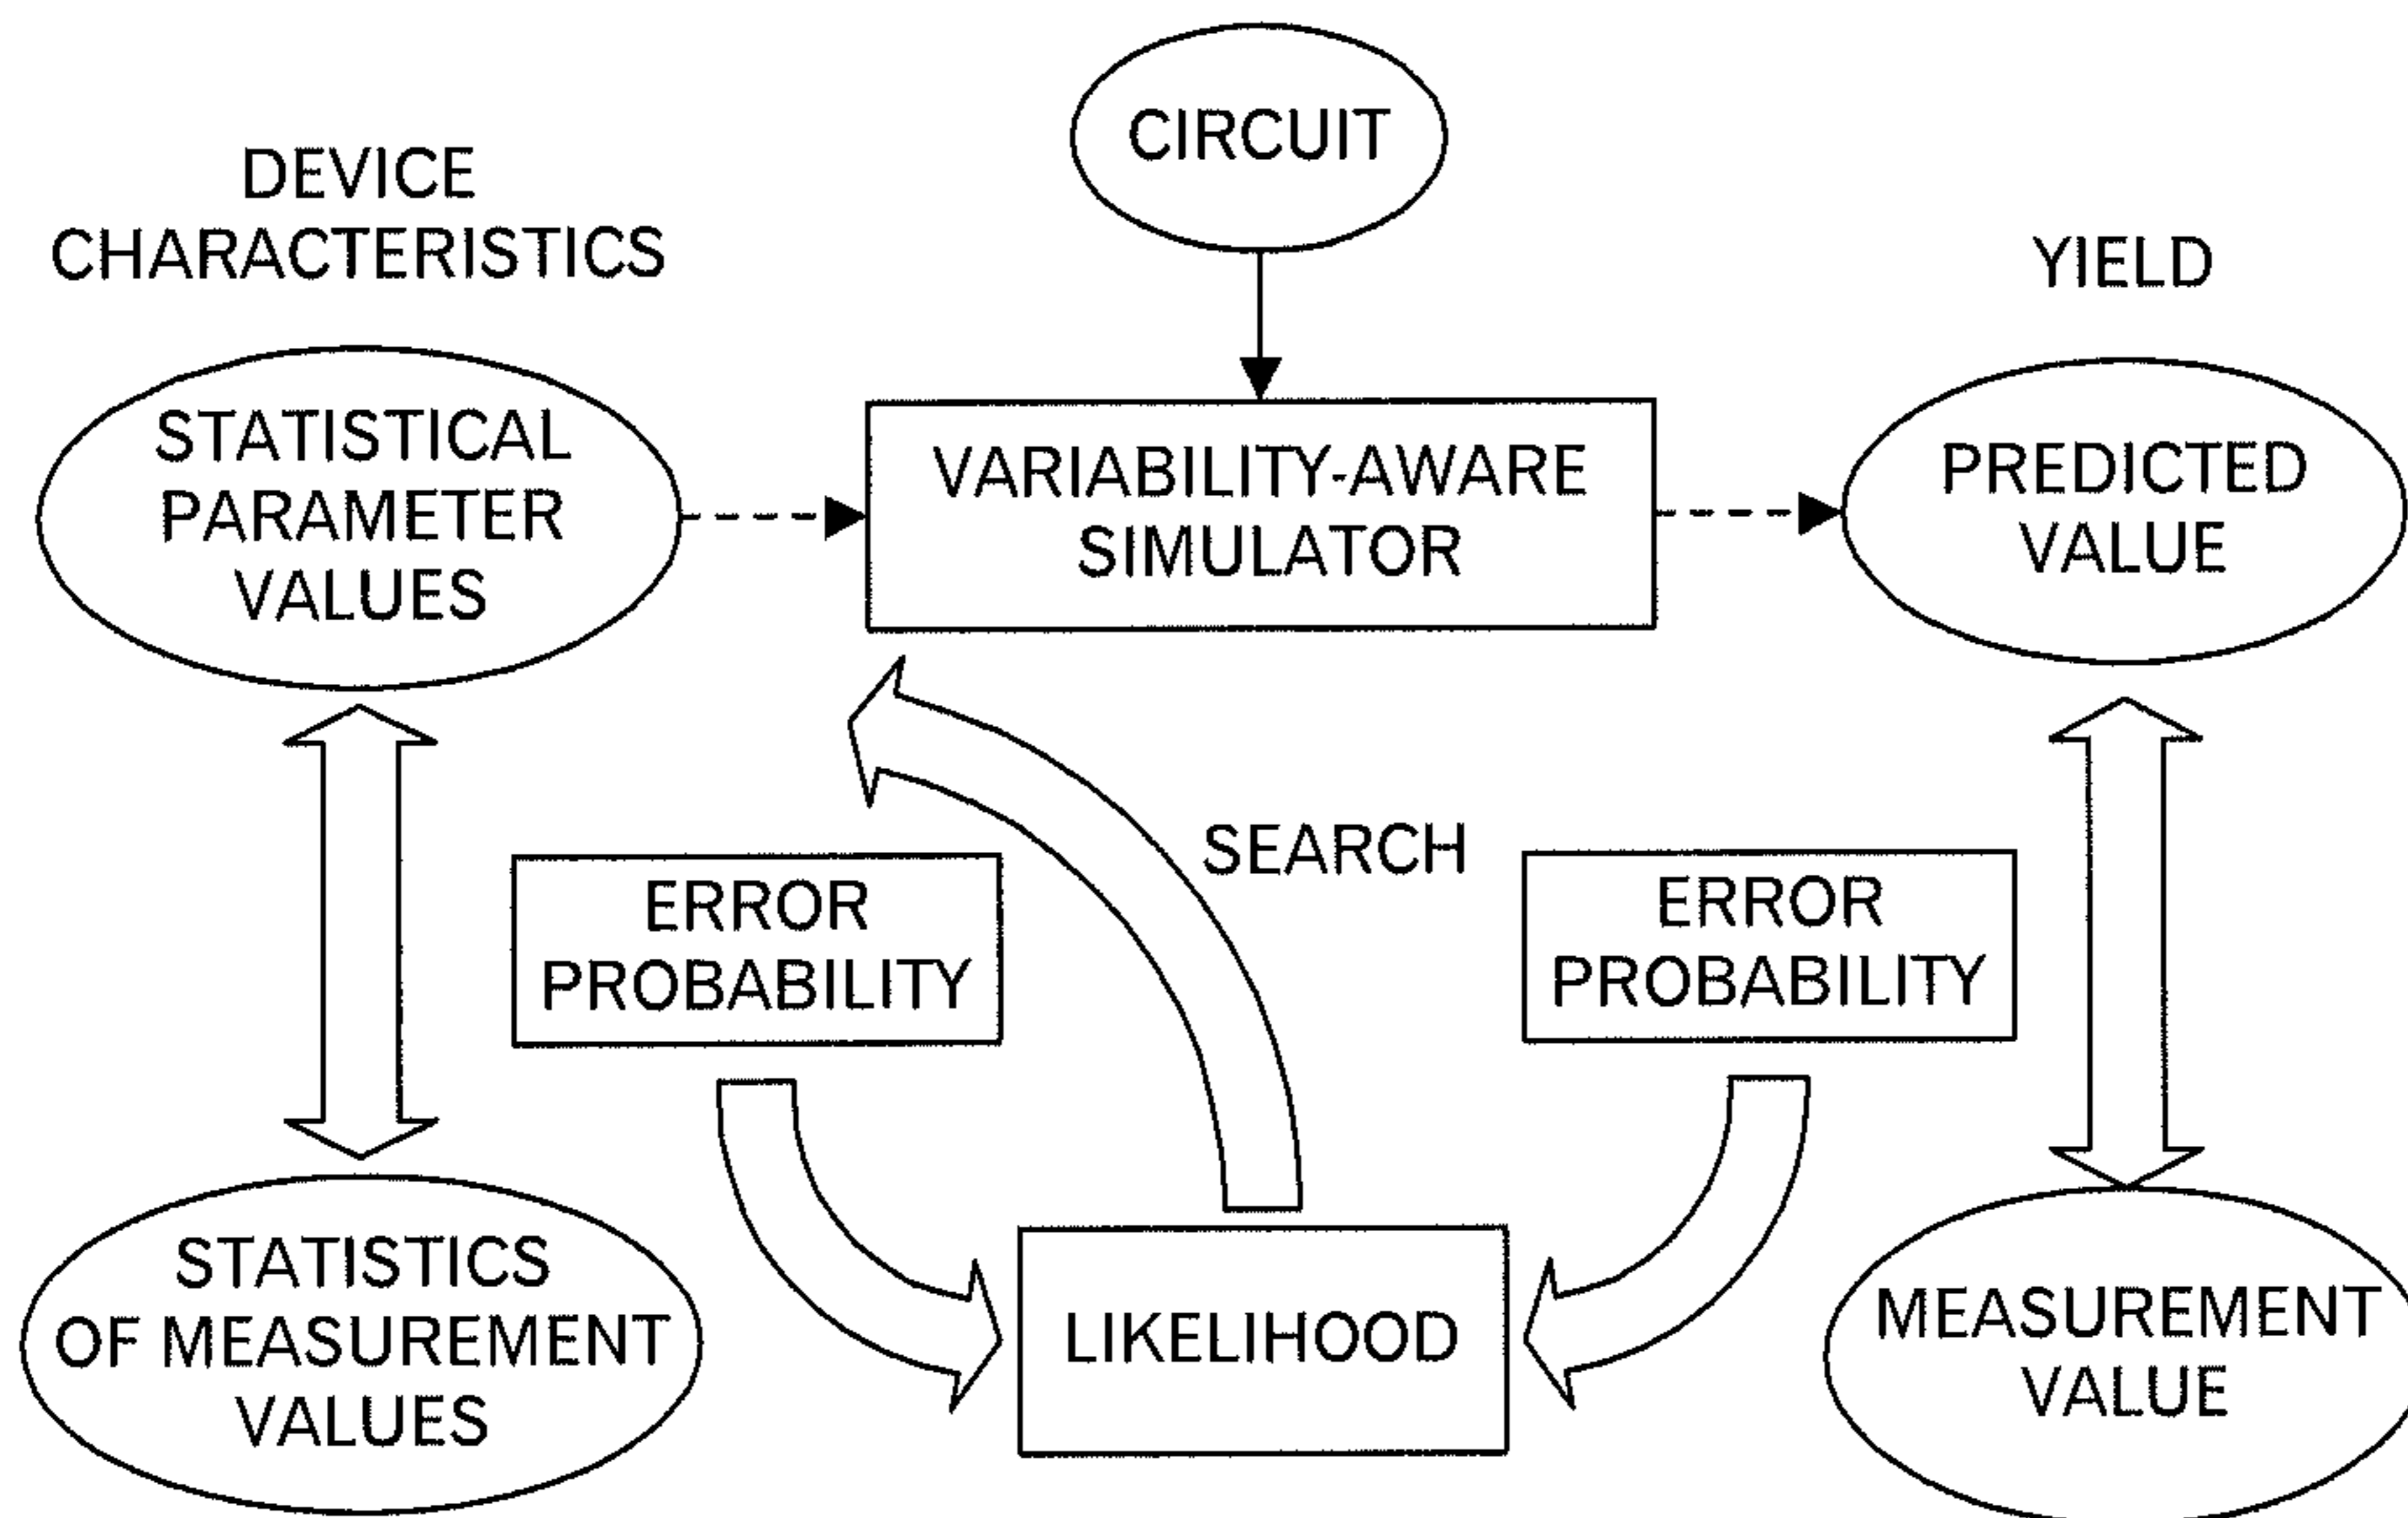 CIRCUIT
DEVICE
CHARACTERISTICS
YIELD
STATISTICAL
PARAMETER
VALUES
VARIABILITY-AWARE
SIMULATOR
PREDICTED
VALUE
SEARCH
ERROR
PROBABILITY
ERROR
PROBABILITY
STATISTICS
OF MEASUREMENT
VALUES
LIKELIHOOD
MEASUREMENT
VALUE